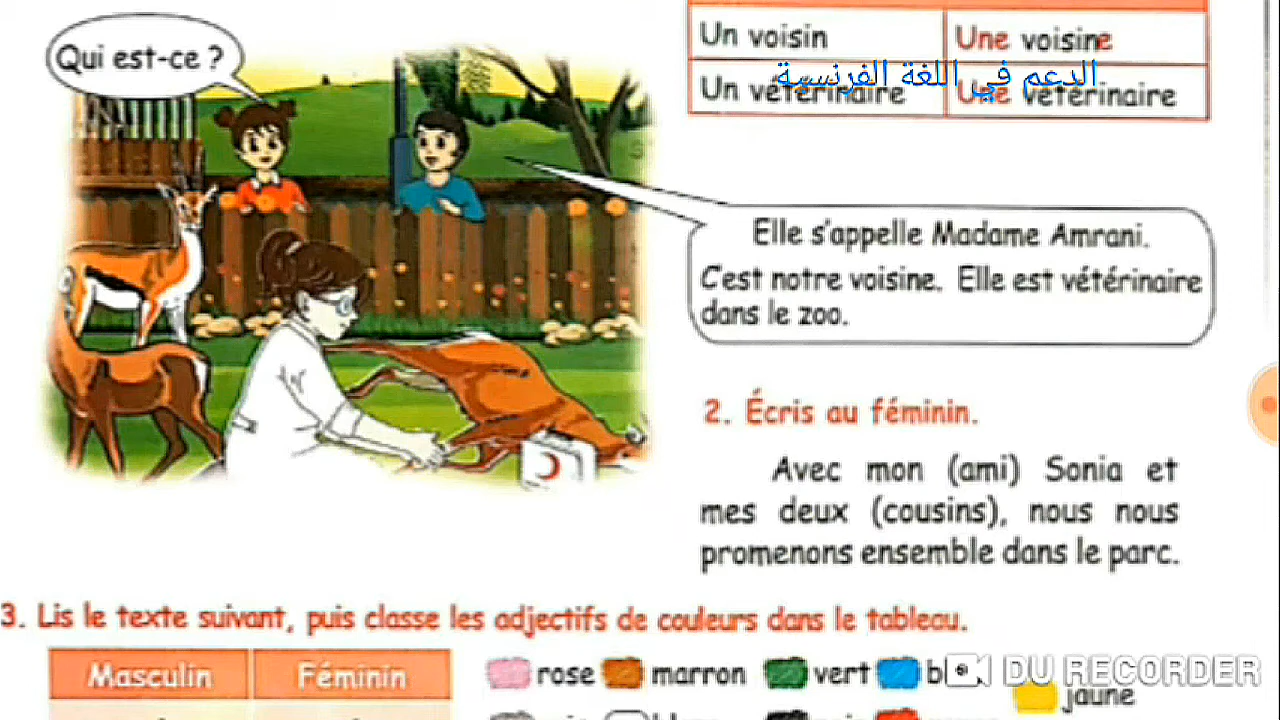 Qui est-ce ?
Un voisin
Une voisine
الدعم في اللغة الفرنسية
Un vétérinaire
Une vétérinaire
Elle s'appelle Madame Amrani.
C'est notre voisine. Elle est vétérinaire
dans le zoo.
2. Écris au féminin.
Avec mon (ami) Sonia et
mes deux (cousins), nous nous
promenons ensemble dans le parc.
3. Lis le texte suivant, puis classe les adjectifs de couleurs dans le tableau.
Masculin
Féminin
rose
marron
vert
DU RECORDER
jaune